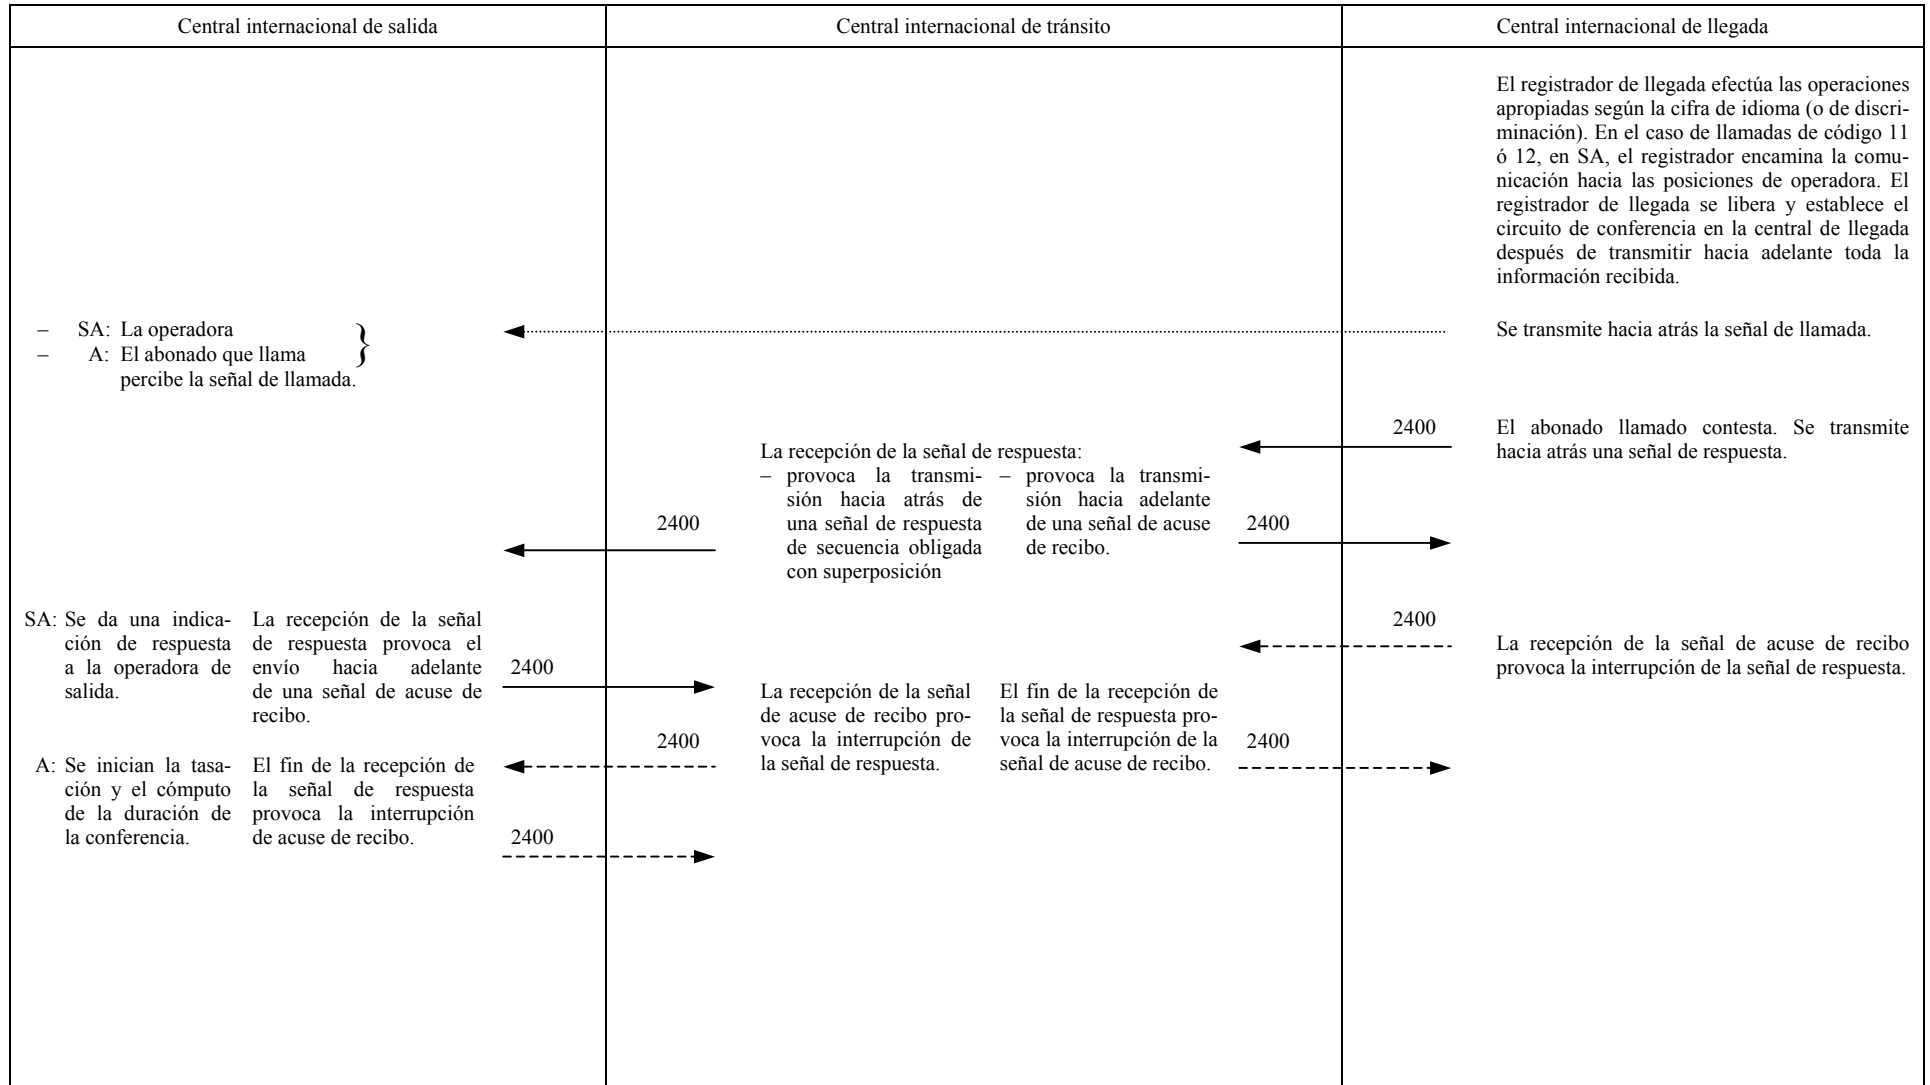 Central internacional de salida
Central internacional de tránsito
Central internacional de llegada
El registrador de llegada efectúa las operaciones
apropiadas según la cifra de idioma (o de discri-
minación). En el caso de llamadas de código 11
ó 12, en SA, el registrador encamina la comu-
nicación hacia las posiciones de operadora. El
registrador de llegada se libera y establece el
circuito de conferencia en la central de llegada
después de transmitir hacia adelante toda la
información recibida.
– SA: La operadora
– A: El abonado que llama
percibe la señal de llamada.
}
Se transmite hacia atrás la señal de llamada.
2400
El abonado llamado contesta. Se transmite
hacia atrás una señal de respuesta.
La recepción de la señal de respuesta:
– provoca la transmi-
sión hacia atrás de
una señal de respuesta
de secuencia obligada
con superposición
– provoca la transmi-
sión hacia adelante
de una señal de acuse
de recibo.
2400
2400
SA: Se da una indica-
ción de respuesta
a la operadora de
salida.
La recepción de la señal
de respuesta provoca el
envío hacia adelante
de una señal de acuse de
recibo.
2400
2400
La recepción de la señal de acuse de recibo
provoca la interrupción de la señal de respuesta.
La recepción de la señal
de acuse de recibo pro-
voca la interrupción de
la señal de respuesta.
El fin de la recepción de
la señal de respuesta pro-
voca la interrupción de la
señal de acuse de recibo.
2400
2400
A: Se inician la tasa-
ción y el cómputo
de la duración de
la conferencia.
El fin de la recepción de
la señal de respuesta
provoca la interrupción
de acuse de recibo.
2400